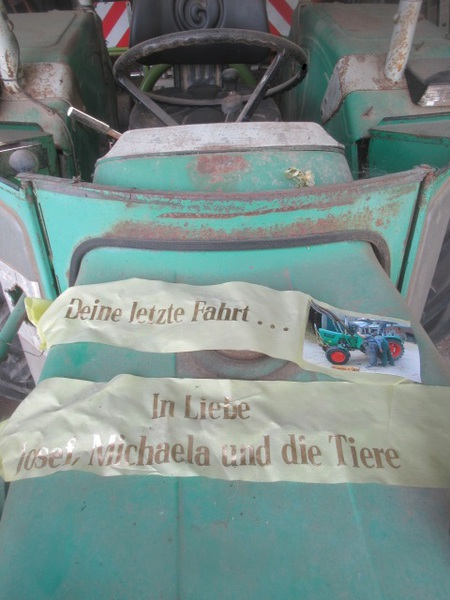 Deine letzte Fahrt . . .
In Liebe
Josef, Michaela und die Tiere